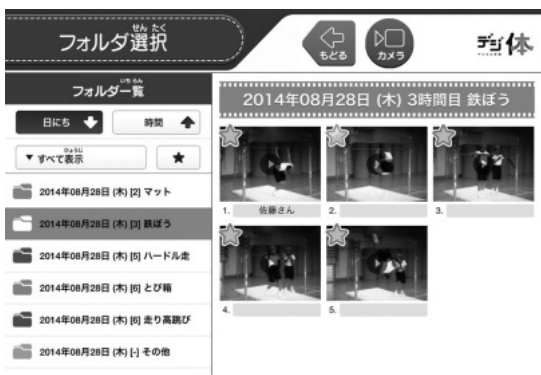 フォルダ選択
せん たく
もどる
カメラ
デジ体
フォルダ一覧
いちらん
日にち
時間
すべて表示
ひょうじ
2014年08月28日 (木) [2] マット
2014年08月28日 (木) [3] 鉄ぼう
2014年08月28日 (木) [5] ハードル走
2014年08月28日 (木) [6] とび箱
2014年08月28日 (木) [6] 走り高跳び
2014年08月28日 (木) [-] その他
2014年08月28日 (木) 3時間目 鉄ぼう
1. 佐藤さん
2.
3.
4.
5.